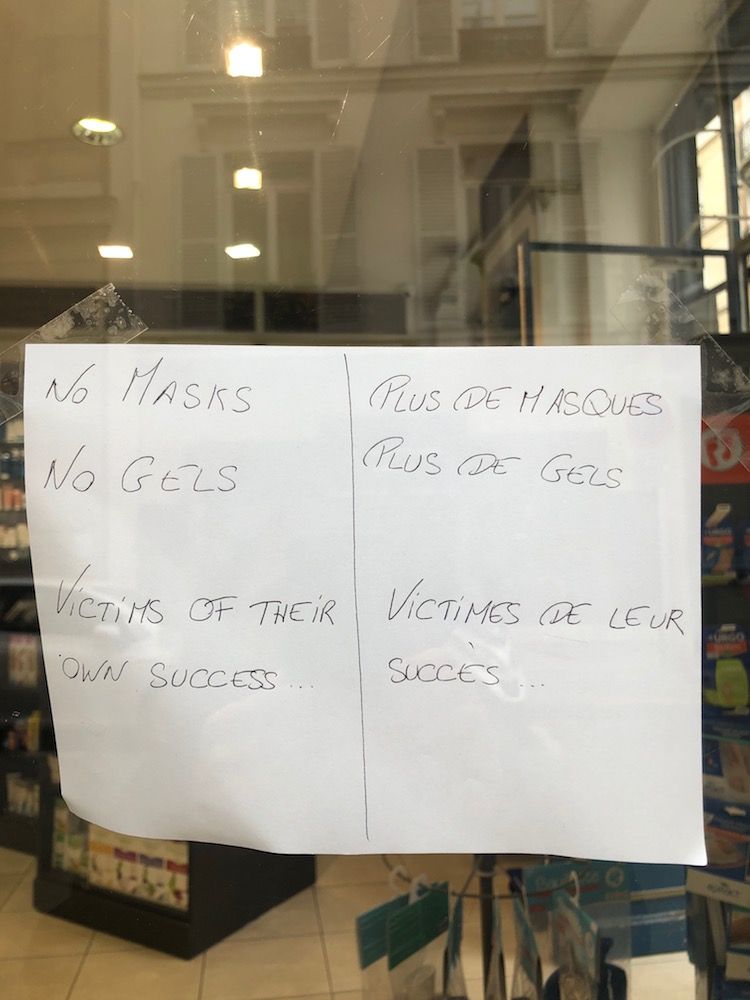 No MASKS
No GELS
VICTIMS OF THEIR
OWN SUCCESS...
PLUS DE MASQUES
PLUS DE GELS
VICTIMES DE LEUR
SUCCÈS...
URGO